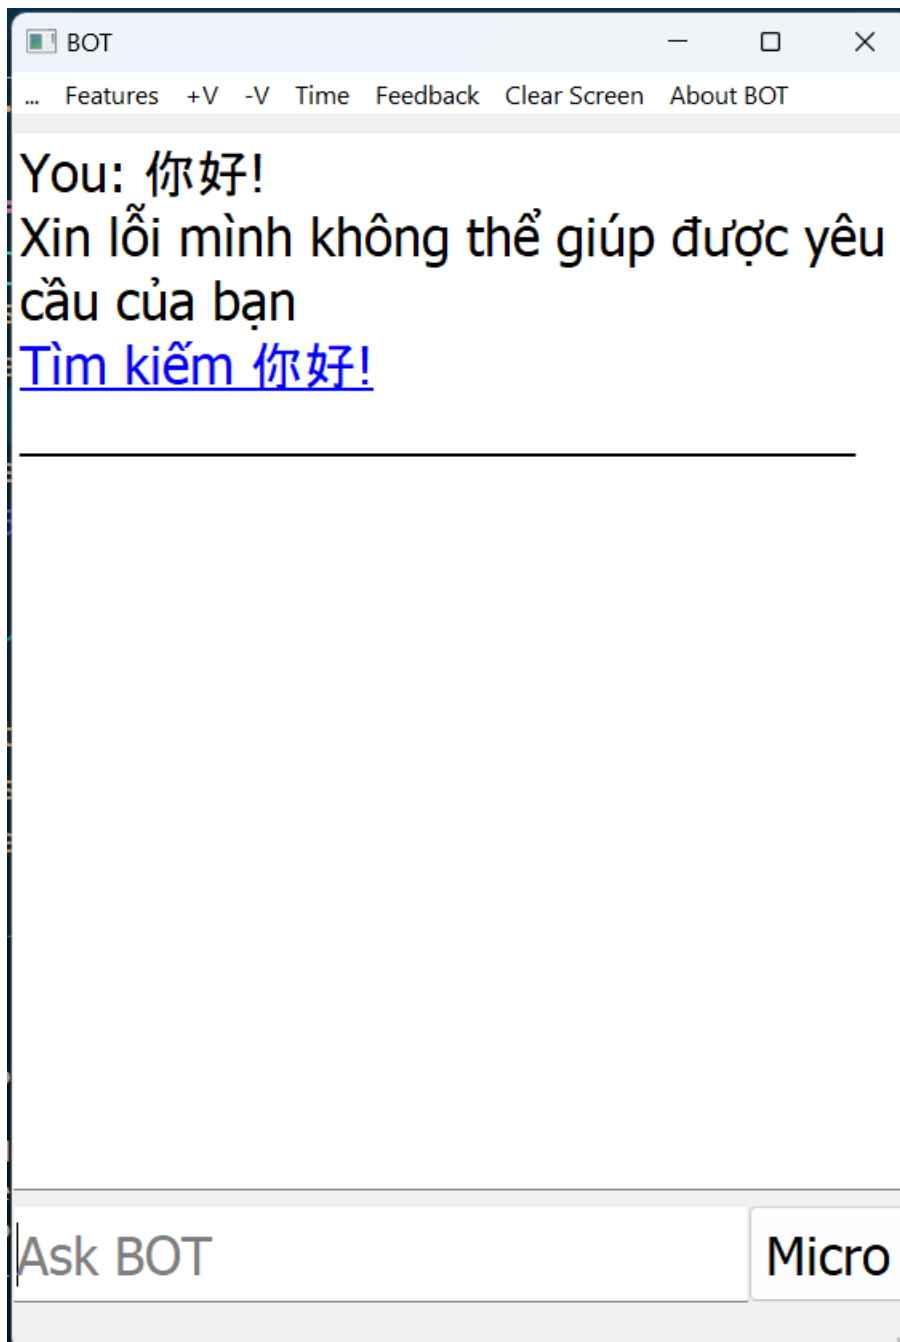 BOT
... Features +V -V Time Feedback Clear Screen About BOT
You: 你好!
Xin lỗi mình không thể giúp được yêu
cầu của bạn
Tìm kiếm 你好!
Ask BOT
Micro